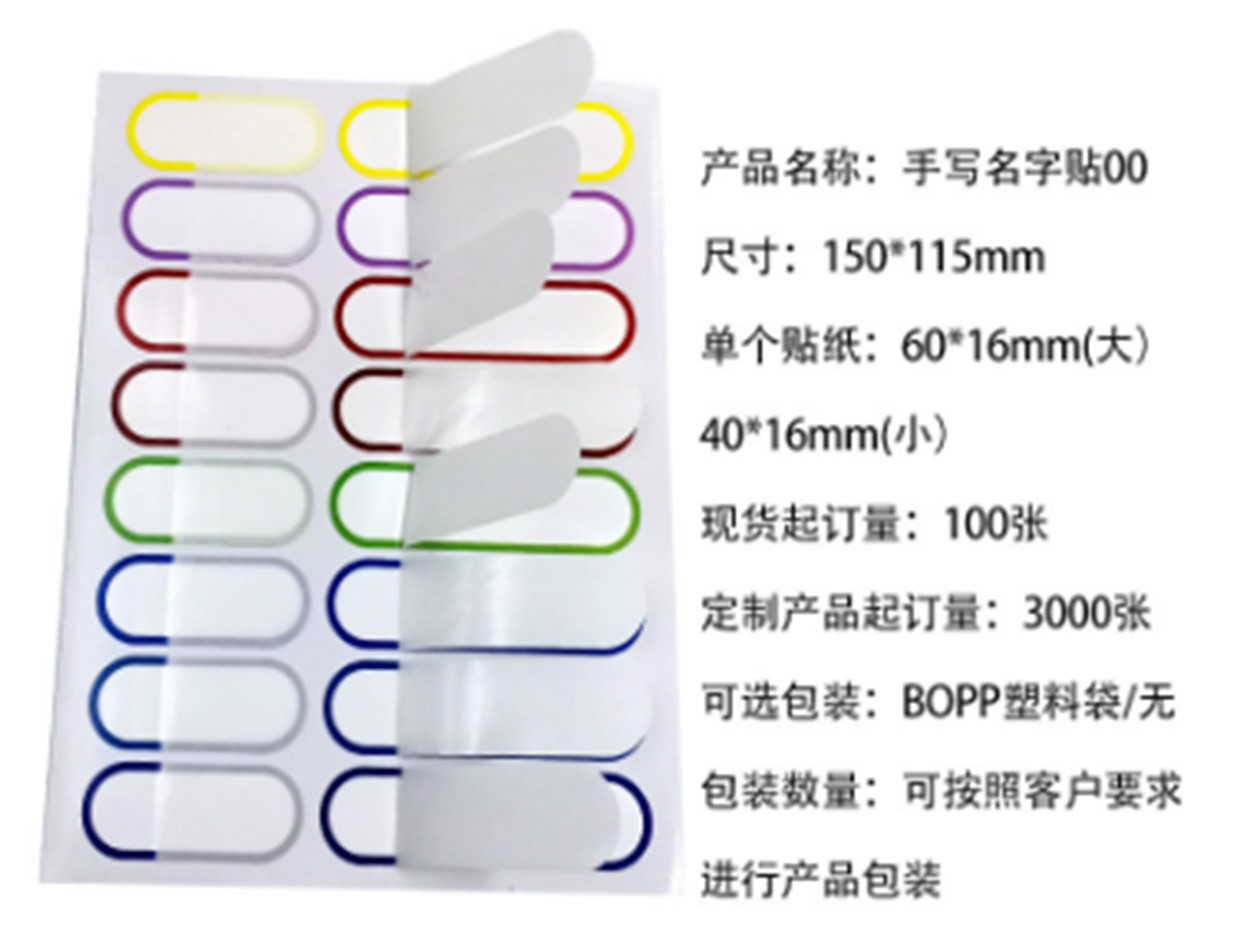 产品名称：手写名字贴00
尺寸：150*115mm
单个贴纸：60*16mm(大）
40*16mm(小）
现货起订量：100张
定制产品起订量：3000张
可选包装：BOPP塑料袋/无
包装数量：可按照客户要求
进行产品包装